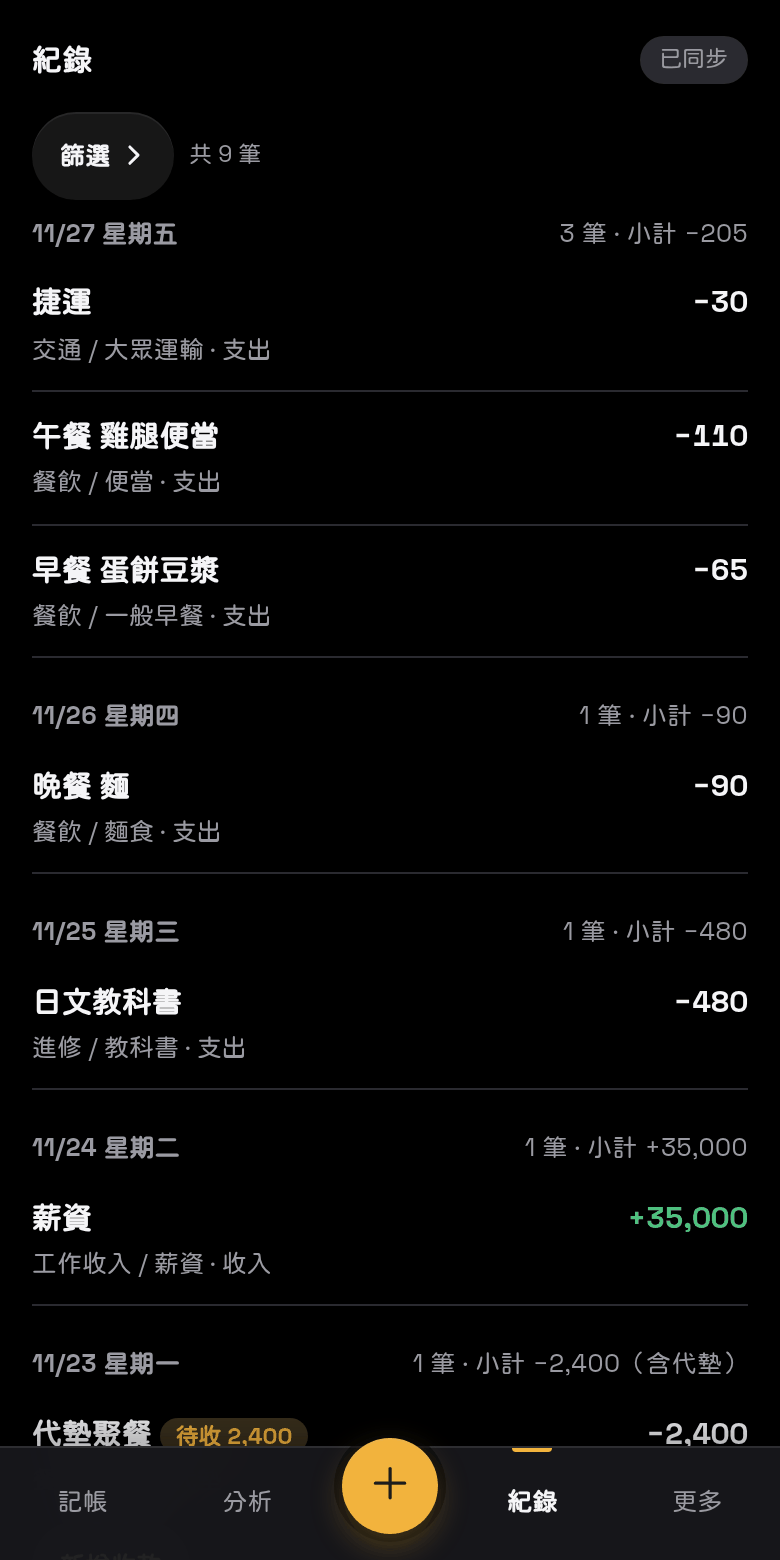 紀錄
已同步
篩選
共 9 筆
11/27 星期五
3 筆 · 小計 -205
捷運
-30
交通 / 大眾運輸 · 支出
午餐 雞腿便當
-110
餐飲 / 便當 · 支出
早餐 蛋餅豆漿
-65
餐飲 / 一般早餐 · 支出
11/26 星期四
1 筆 · 小計 -90
晚餐 麵
-90
餐飲 / 麵食 · 支出
11/25 星期三
1 筆 · 小計 -480
日文教科書
-480
進修 / 教科書 · 支出
11/24 星期二
1 筆 · 小計 +35,000
薪資
+35,000
工作收入 / 薪資 · 收入
11/23 星期一
1 筆 · 小計 -2,400（含代墊）
代墊聚餐
待收 2,400
-2,400
記帳
分析
紀錄
更多